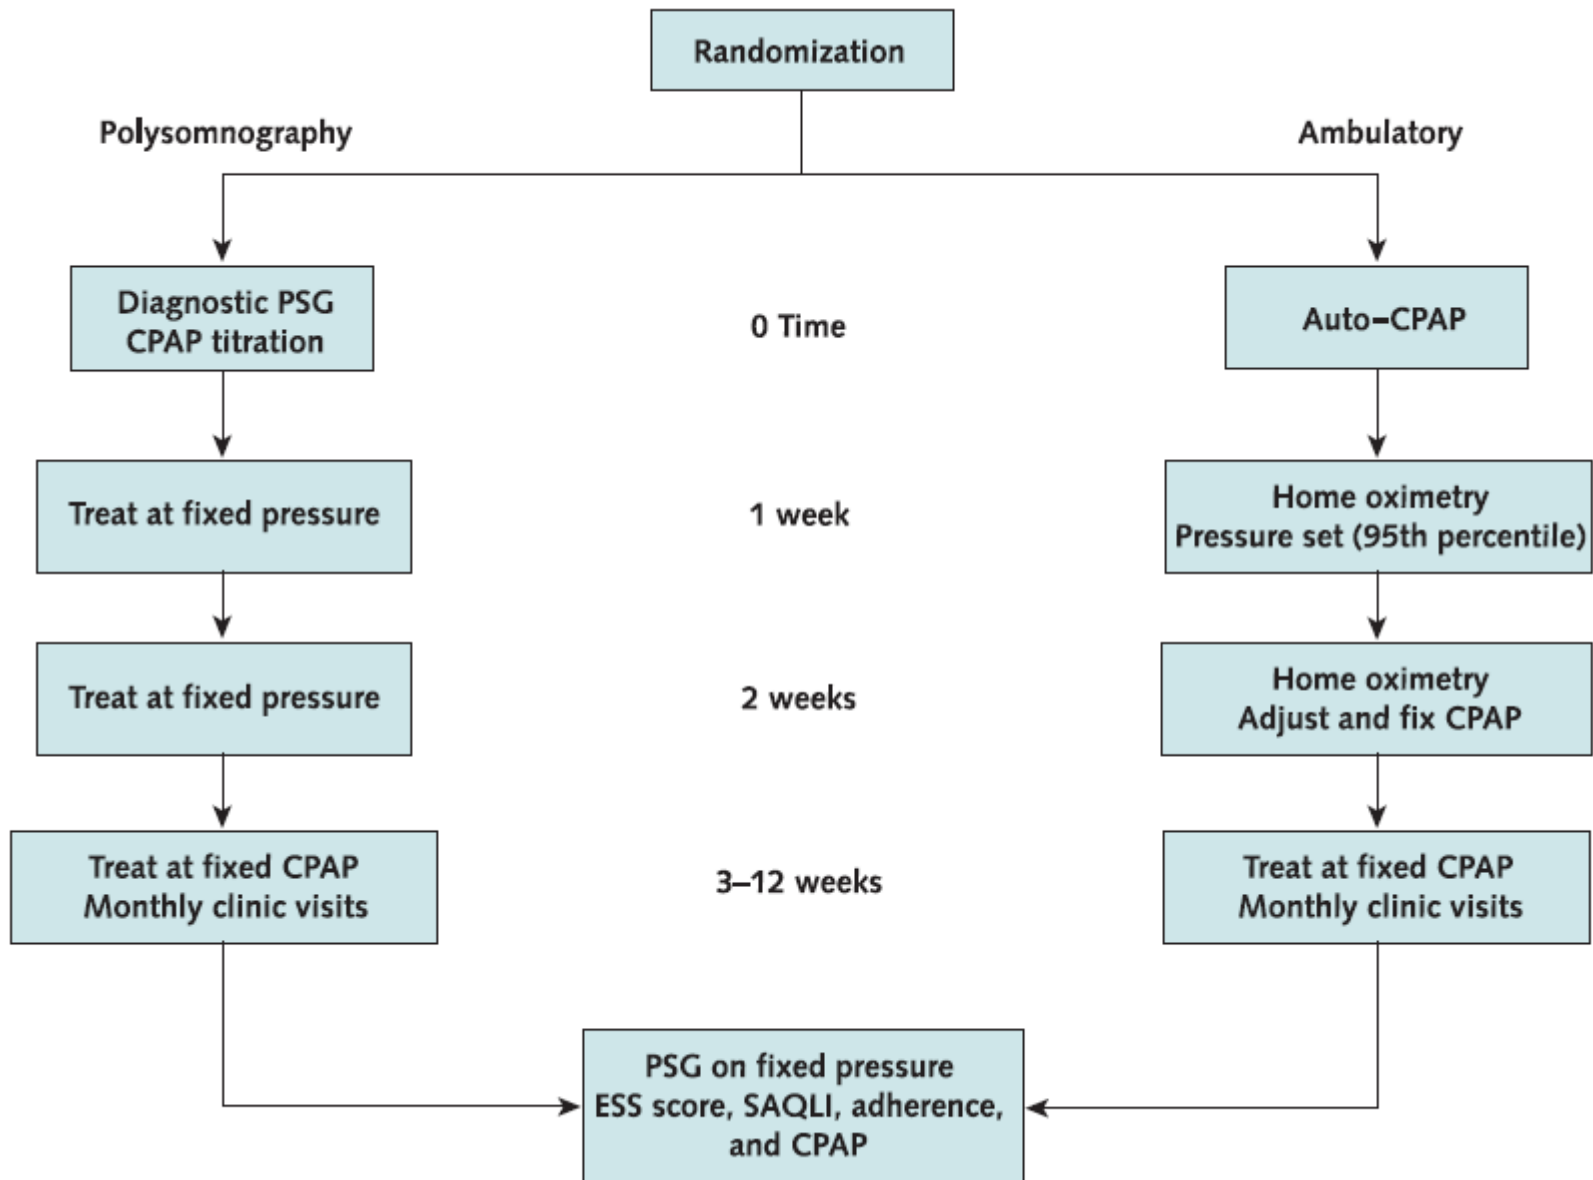 Randomization
Polysomnography
Ambulatory
Diagnostic PSG
CPAP titration
0 Time
Auto–CPAP
Treat at fixed pressure
1 week
Home oximetry
Pressure set (95th percentile)
Treat at fixed pressure
2 weeks
Home oximetry
Adjust and fix CPAP
Treat at fixed CPAP
Monthly clinic visits
3–12 weeks
Treat at fixed CPAP
Monthly clinic visits
PSG on fixed pressure
ESS score, SAQLI, adherence,
and CPAP